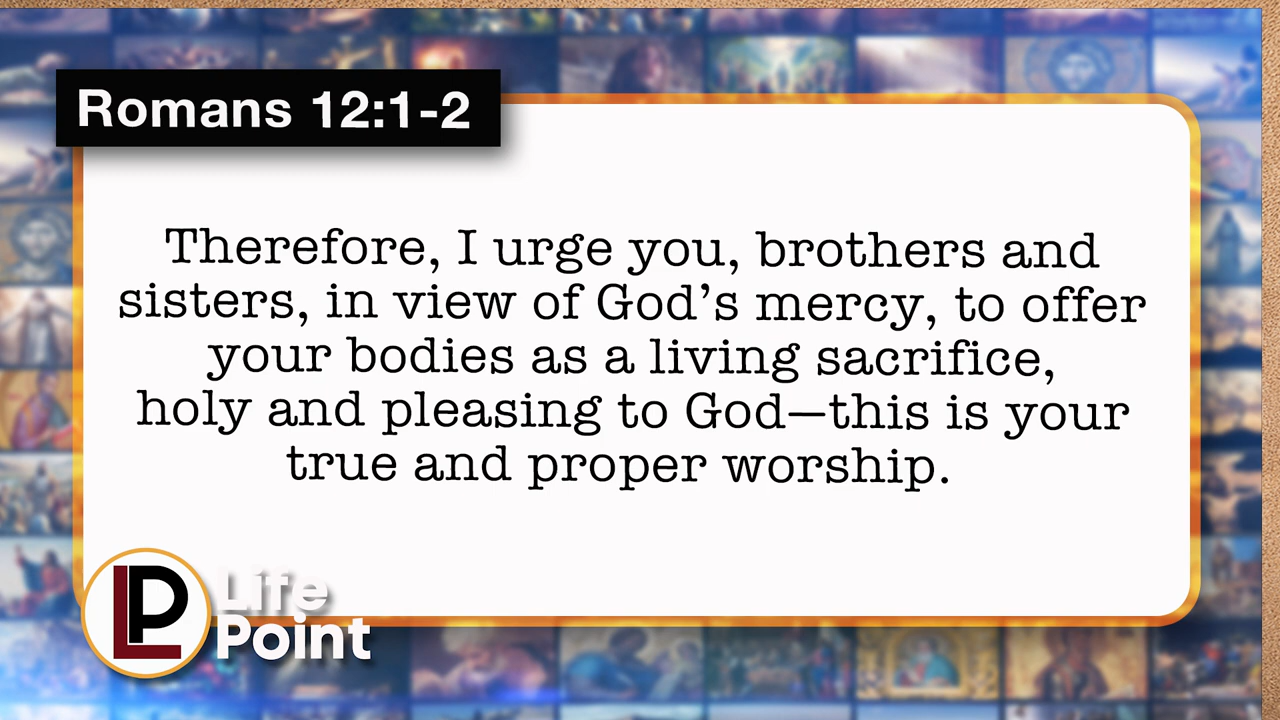 Romans 12:1-2
Therefore, I urge you, brothers and
sisters, in view of God’s mercy, to offer
your bodies as a living sacrifice,
holy and pleasing to God—this is your
true and proper worship.
LP
Life
Point